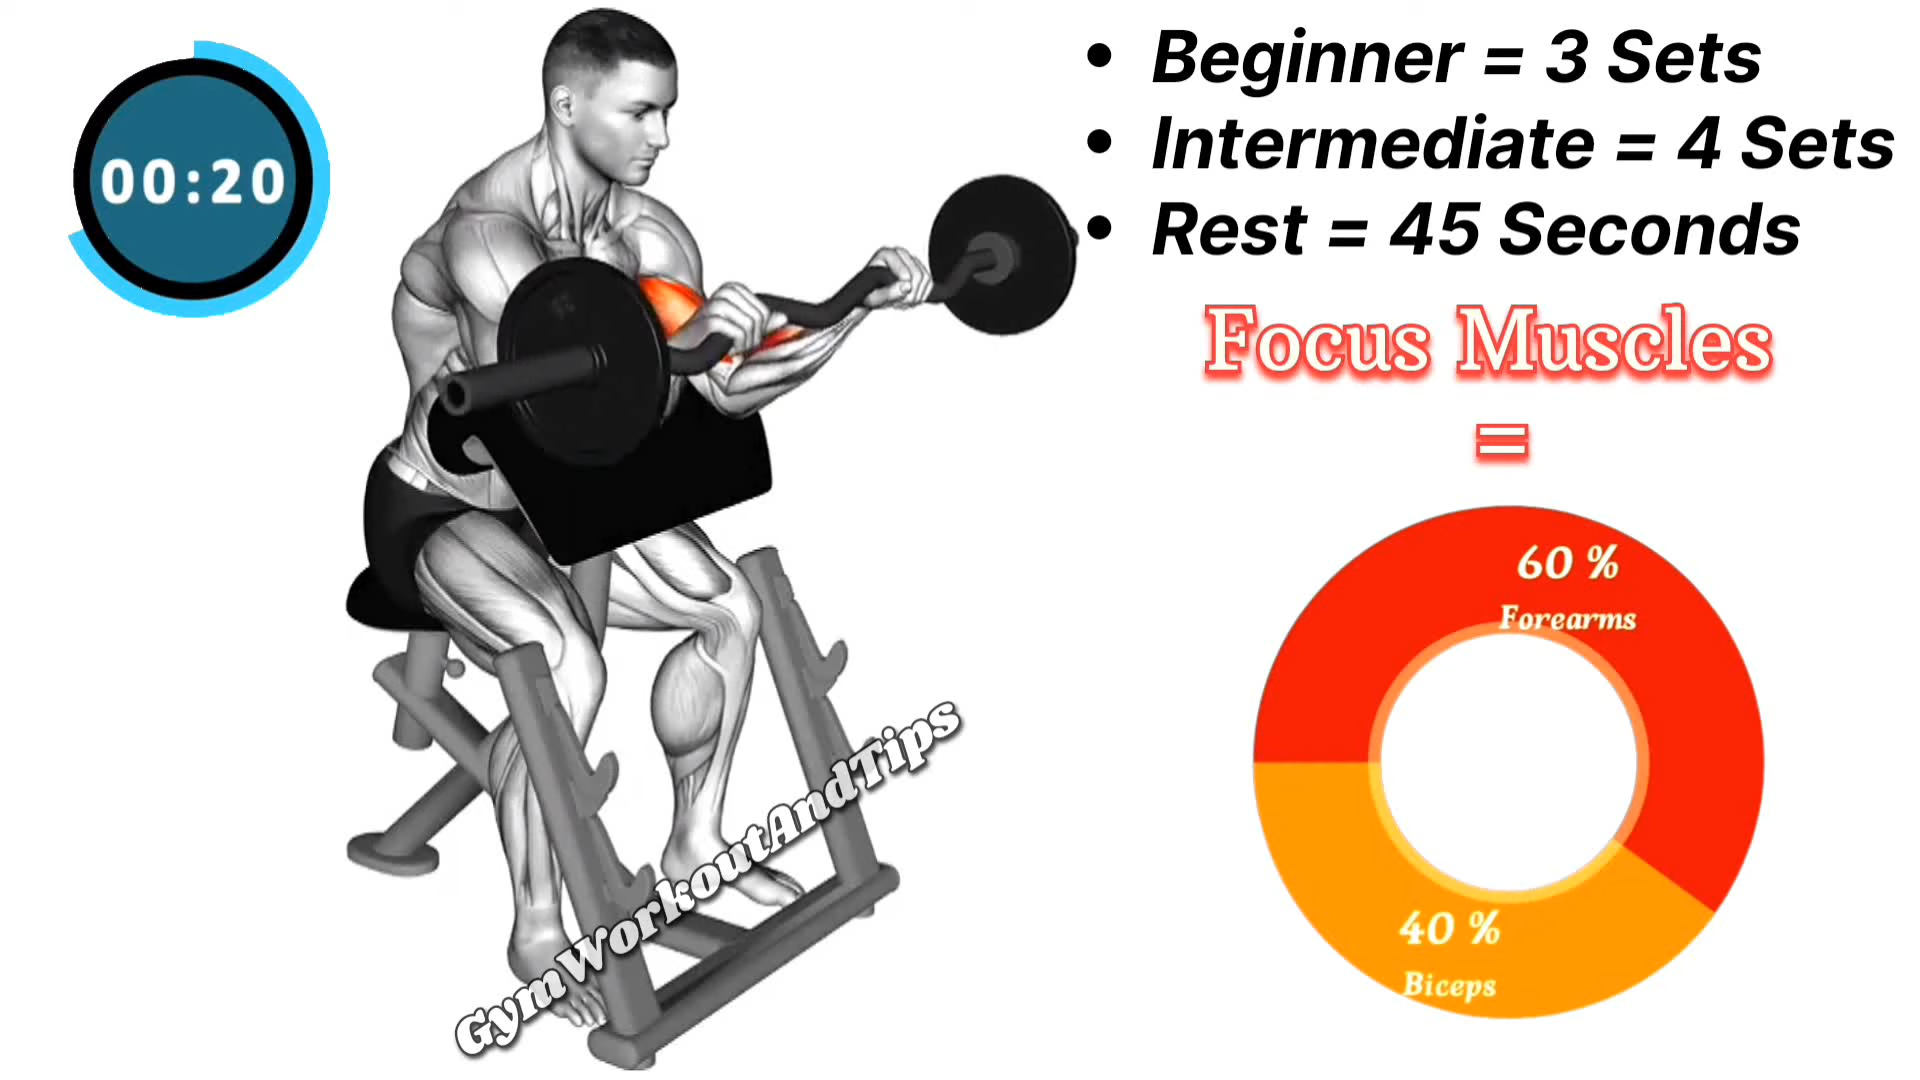 00:20
• Beginner = 3 Sets
• Intermediate = 4 Sets
• Rest = 45 Seconds
Focus Muscles
=
60 %
Forearms
40 %
Biceps
GymWorkoutAndTips